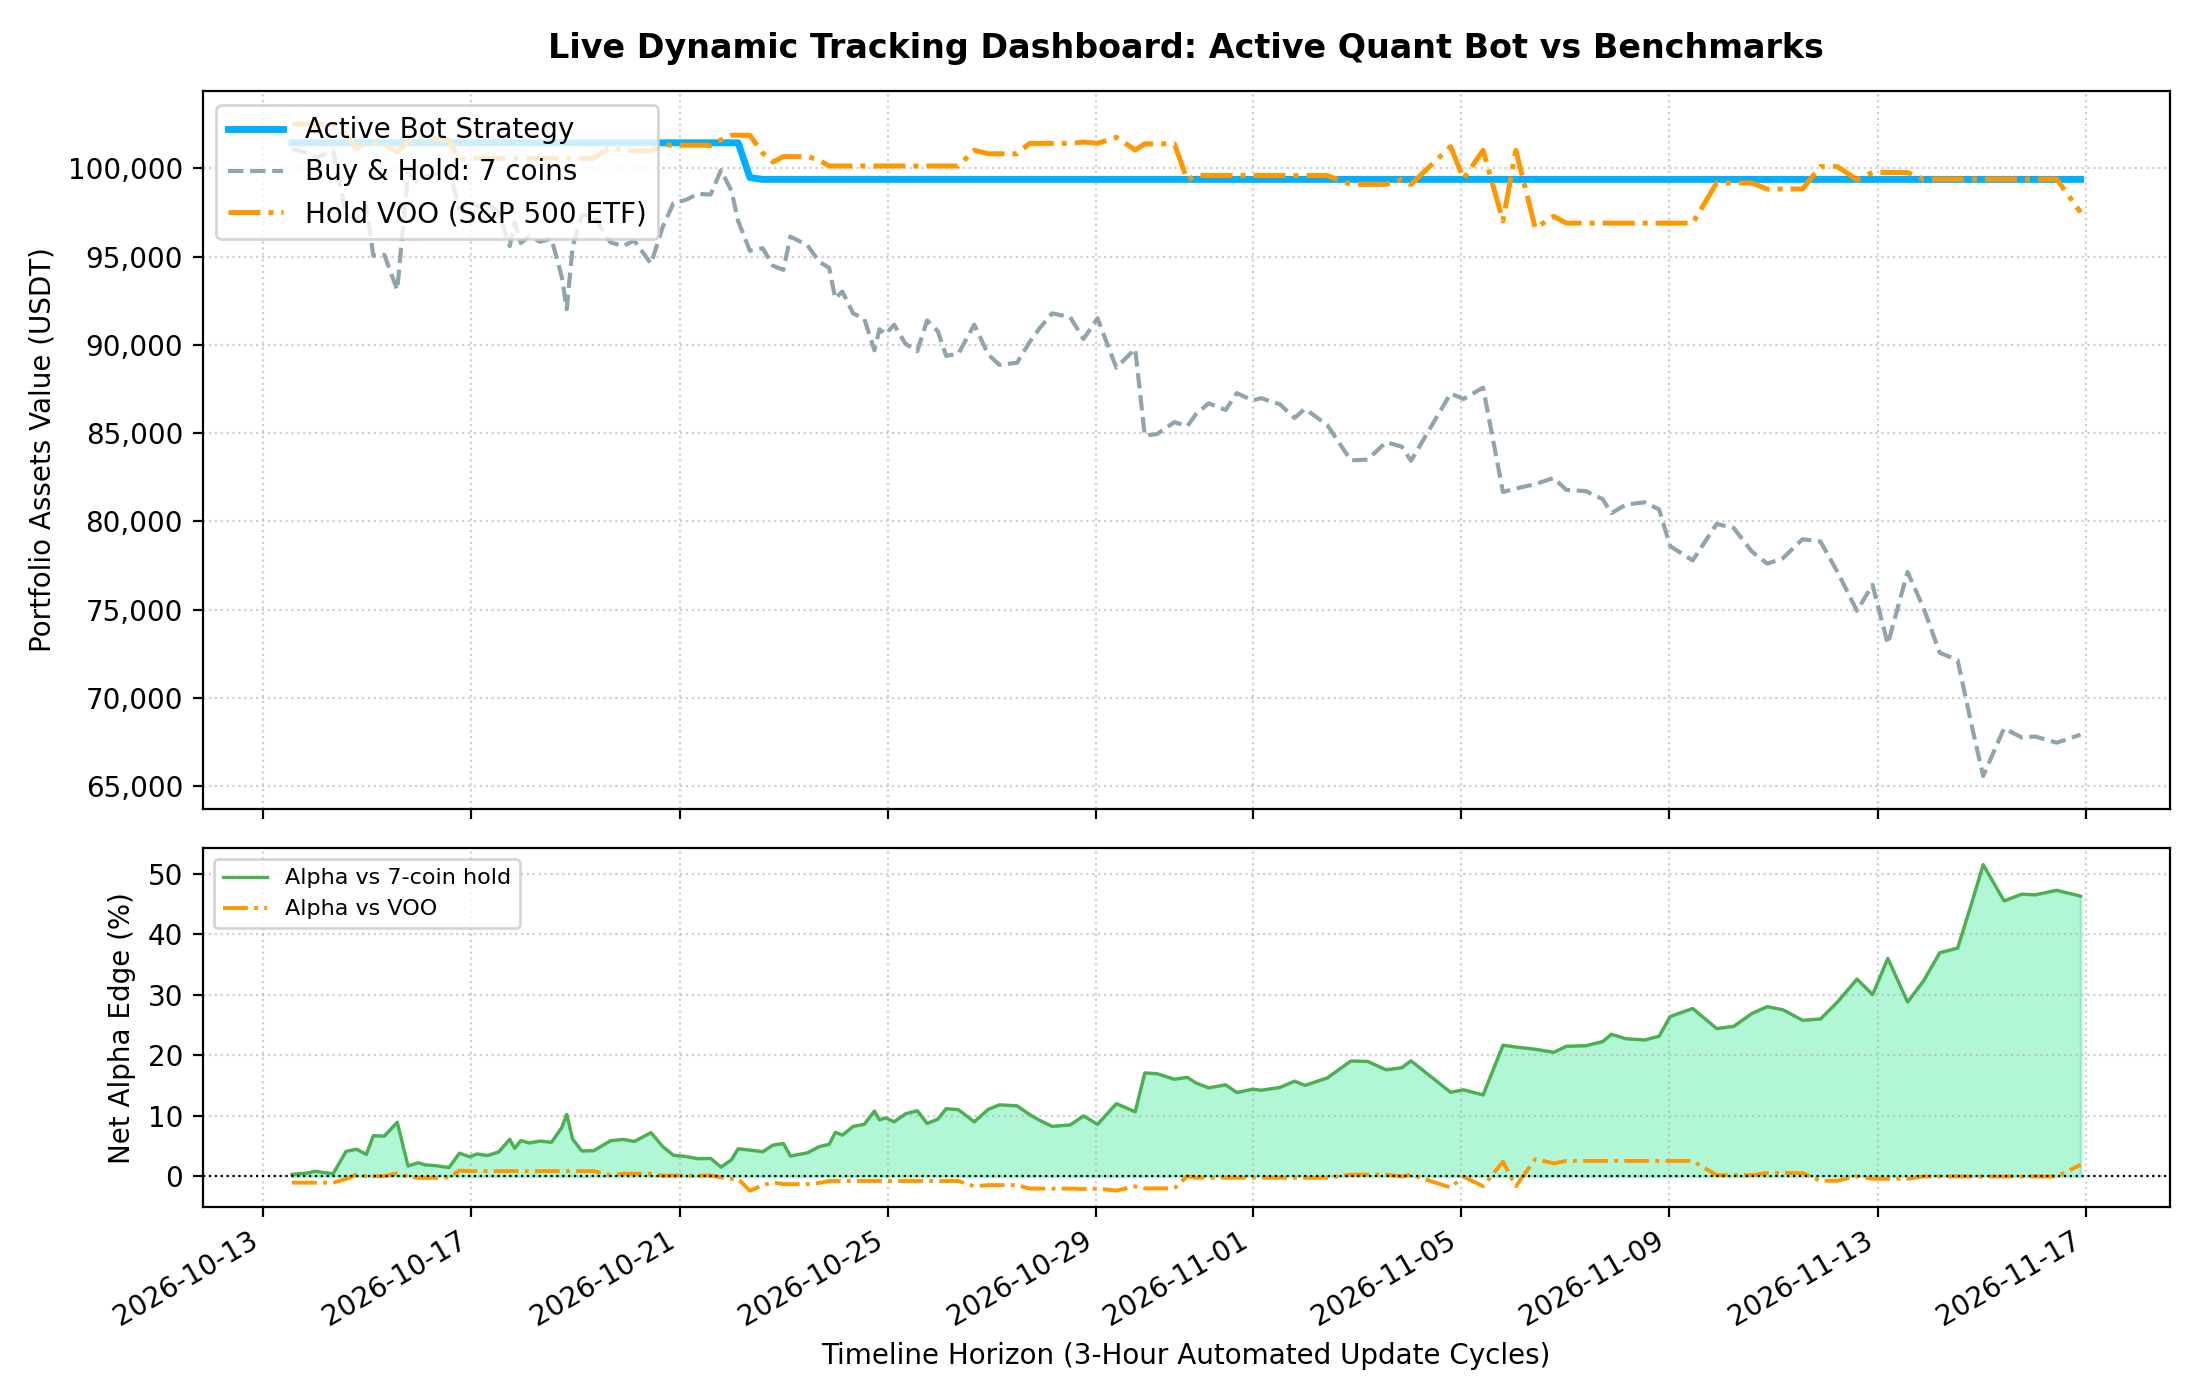 Live Dynamic Tracking Dashboard: Active Quant Bot vs Benchmarks
Portfolio Assets Value (USDT)
100,000
95,000
90,000
85,000
80,000
75,000
70,000
65,000
Active Bot Strategy
Buy & Hold: 7 coins
Hold VOO (S&P 500 ETF)
Net Alpha Edge (%)
50
40
30
20
10
0
Alpha vs 7-coin hold
Alpha vs VOO
2026-10-13
2026-10-17
2026-10-21
2026-10-25
2026-10-29
2026-11-01
2026-11-05
2026-11-09
2026-11-13
2026-11-17
Timeline Horizon (3-Hour Automated Update Cycles)